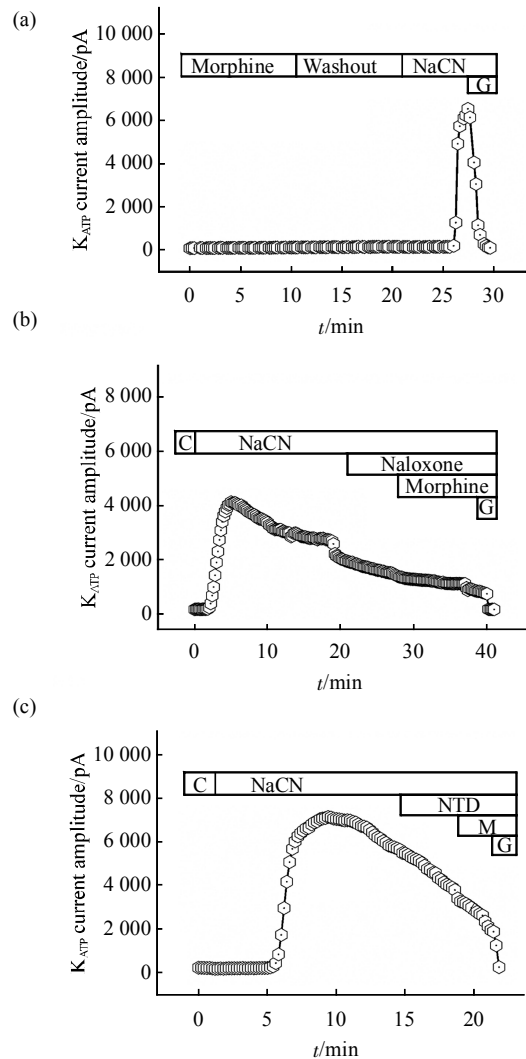 (a)
10 000
Morphine Washout NaCN
8 000
G
6 000
4 000
2 000
0
K_ATP current amplitude/pA
0 5 10 15 20 25 30
t/min
(b)
8 000
6 000
C NaCN
Naloxone
Morphine
G
4 000
2 000
0
K_ATP current amplitude/pA
0 10 20 30 40
t/min
(c)
10 000
C NaCN
8 000
NTD
M
G
6 000
4 000
2 000
0
K_ATP current amplitude/pA
0 5 10 15 20
t/min